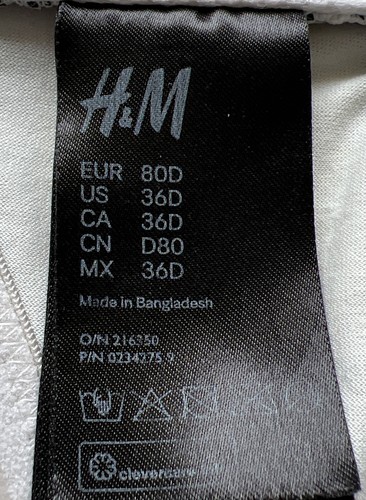 H&M
EUR 80D
US 36D
CA 36D
CN D80
MX 36D
Made in Bangladesh
O/N 216350
P/N 0234275 9
clevercare